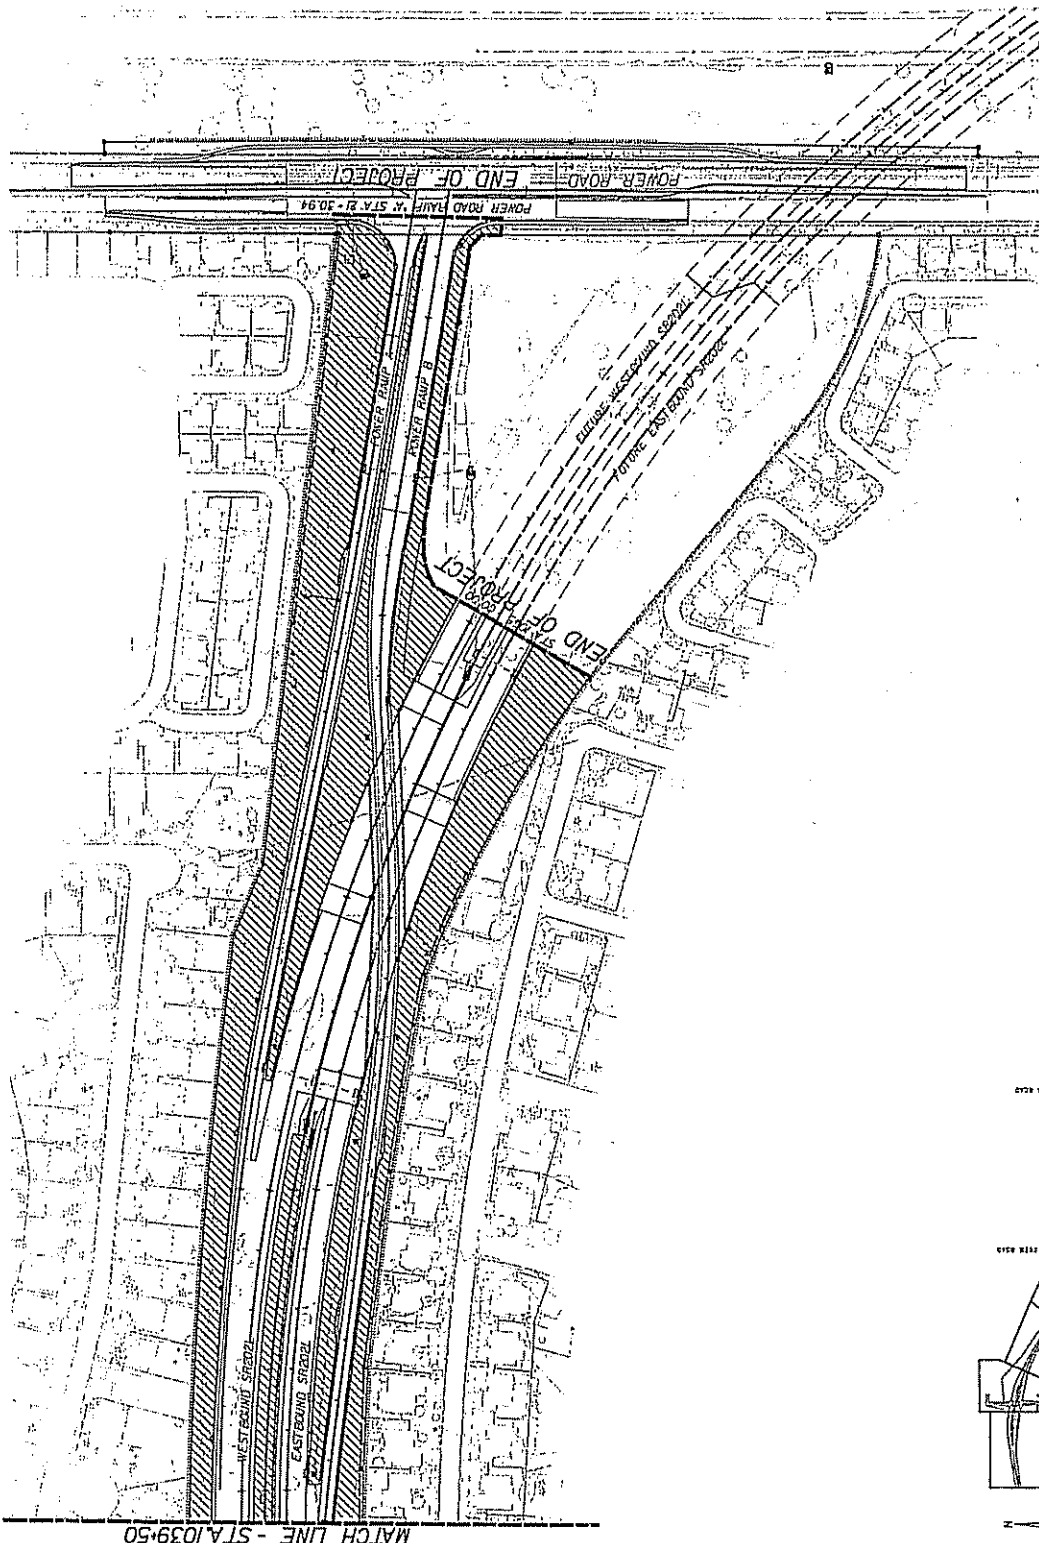 END OF PROJECT
POWER ROAD
POWER ROAD RAMP 'A' STA. 21+30.94
POWER RAMP A
POWER RAMP B
FUTURE WESTBOUND SR202L
FUTURE EASTBOUND SR202L
END OF PROJECT
WESTBOUND SR202L
EASTBOUND SR202L
MATCH LINE - STA.1039+50
N